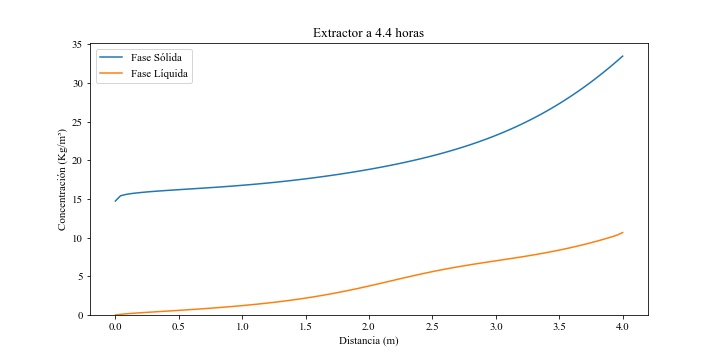 Extractor a 4.4 horas
Fase Sólida
Fase Líquida
Concentración (Kg/m³)
35
30
25
20
15
10
5
0
0.0 0.5 1.0 1.5 2.0 2.5 3.0 3.5 4.0
Distancia (m)